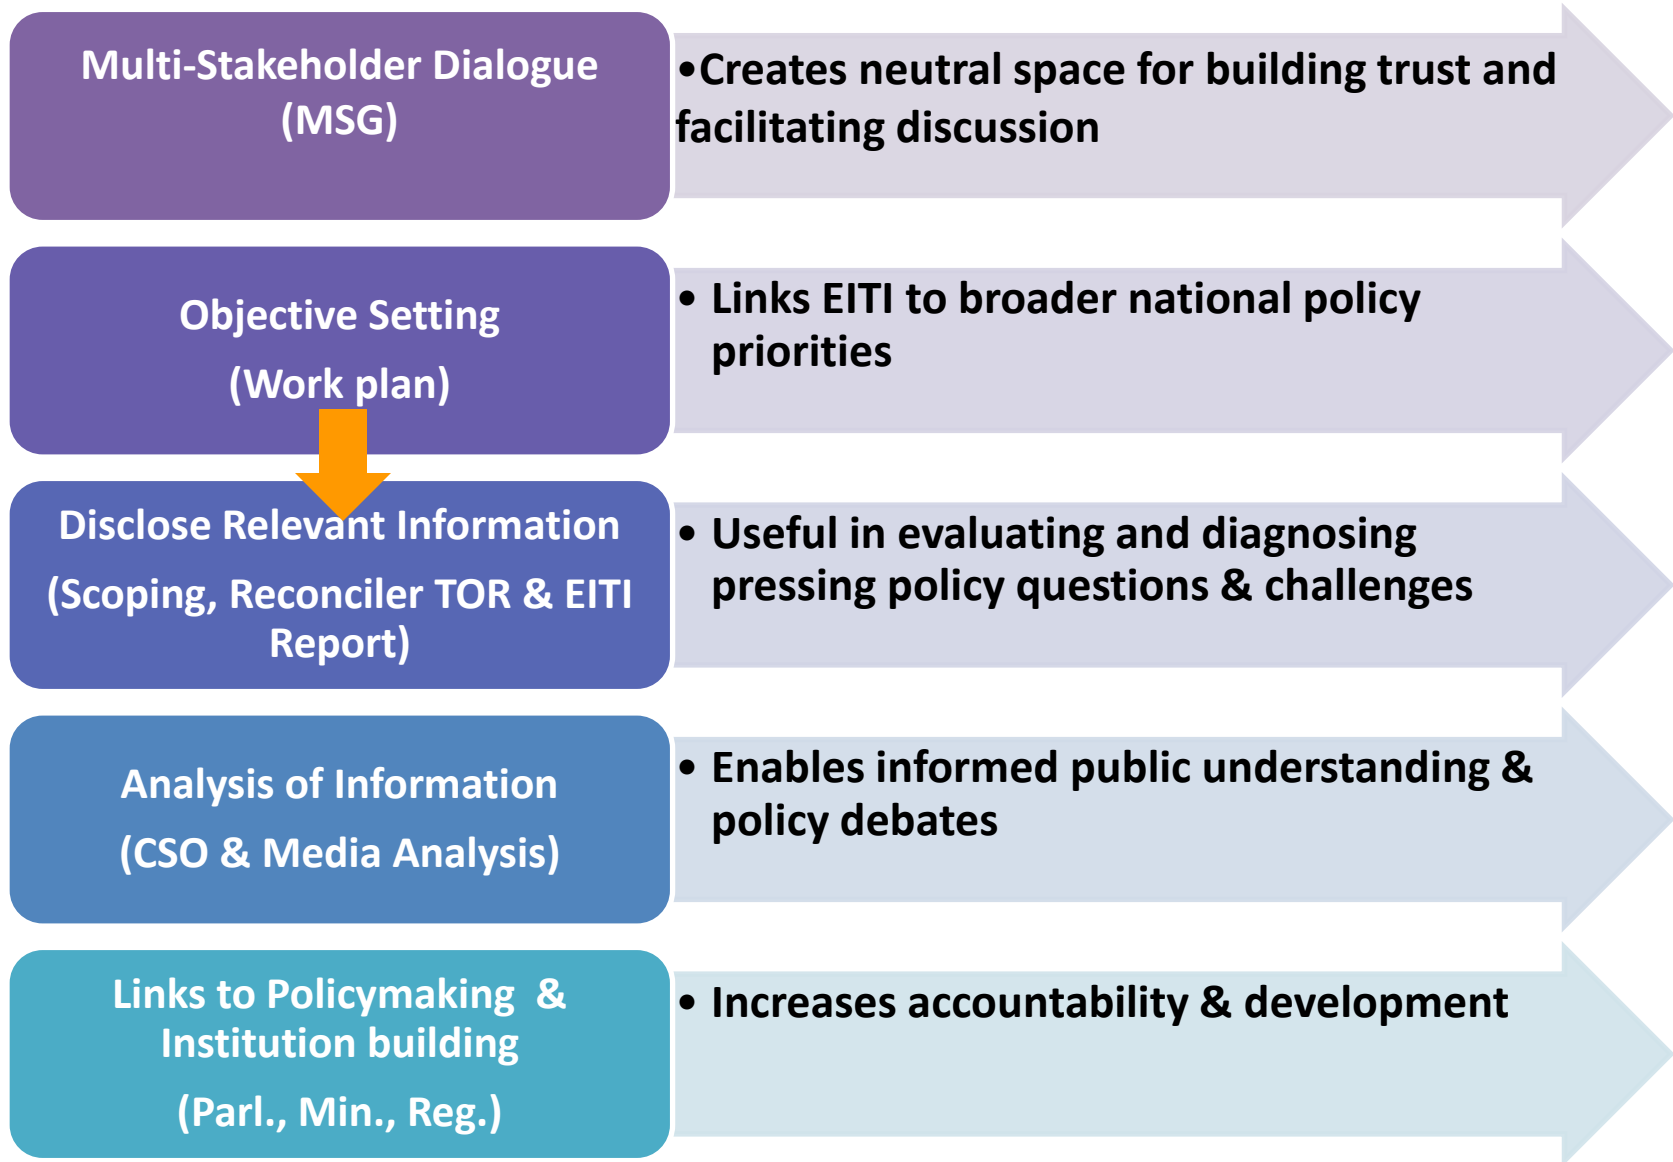 Multi-Stakeholder Dialogue
(MSG)
•Creates neutral space for building trust and
facilitating discussion
Objective Setting
(Work plan)
• Links EITI to broader national policy
priorities
Disclose Relevant Information
(Scoping, Reconciler TOR & EITI
Report)
• Useful in evaluating and diagnosing
pressing policy questions & challenges
Analysis of Information
(CSO & Media Analysis)
• Enables informed public understanding &
policy debates
Links to Policymaking &
Institution building
(Parl., Min., Reg.)
• Increases accountability & development